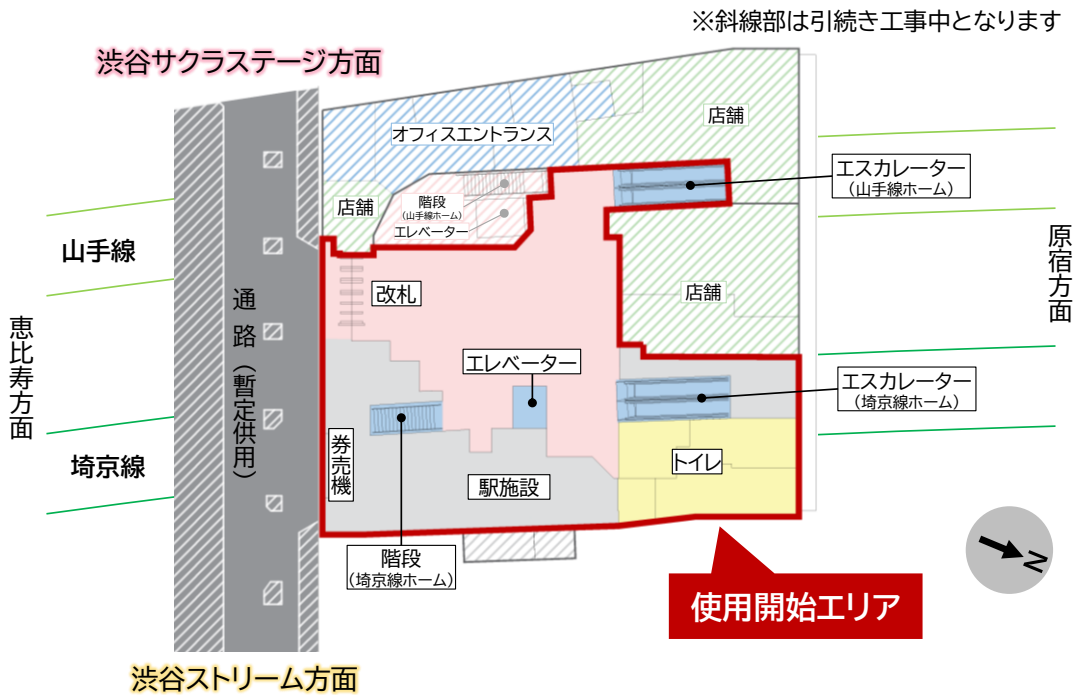 ※斜線部は引続き工事中となります
渋谷サクラステージ方面
店舗
オフィスエントランス
エスカレーター
（山手線ホーム）
階段
（山手線ホーム）
エレベーター
店舗
山手線
原宿方面
改札
店舗
通路（暫定供用）
恵比寿方面
エレベーター
エスカレーター
（埼京線ホーム）
埼京線
券売機
トイレ
駅施設
階段
（埼京線ホーム）
N
使用開始エリア
渋谷ストリーム方面